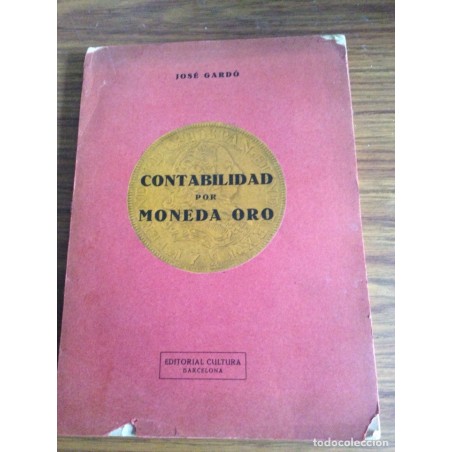 JOSÉ GARDÓ
CONTABILIDAD
POR
MONEDA ORO
EDITORIAL CULTURA
BARCELONA
todocoleccion